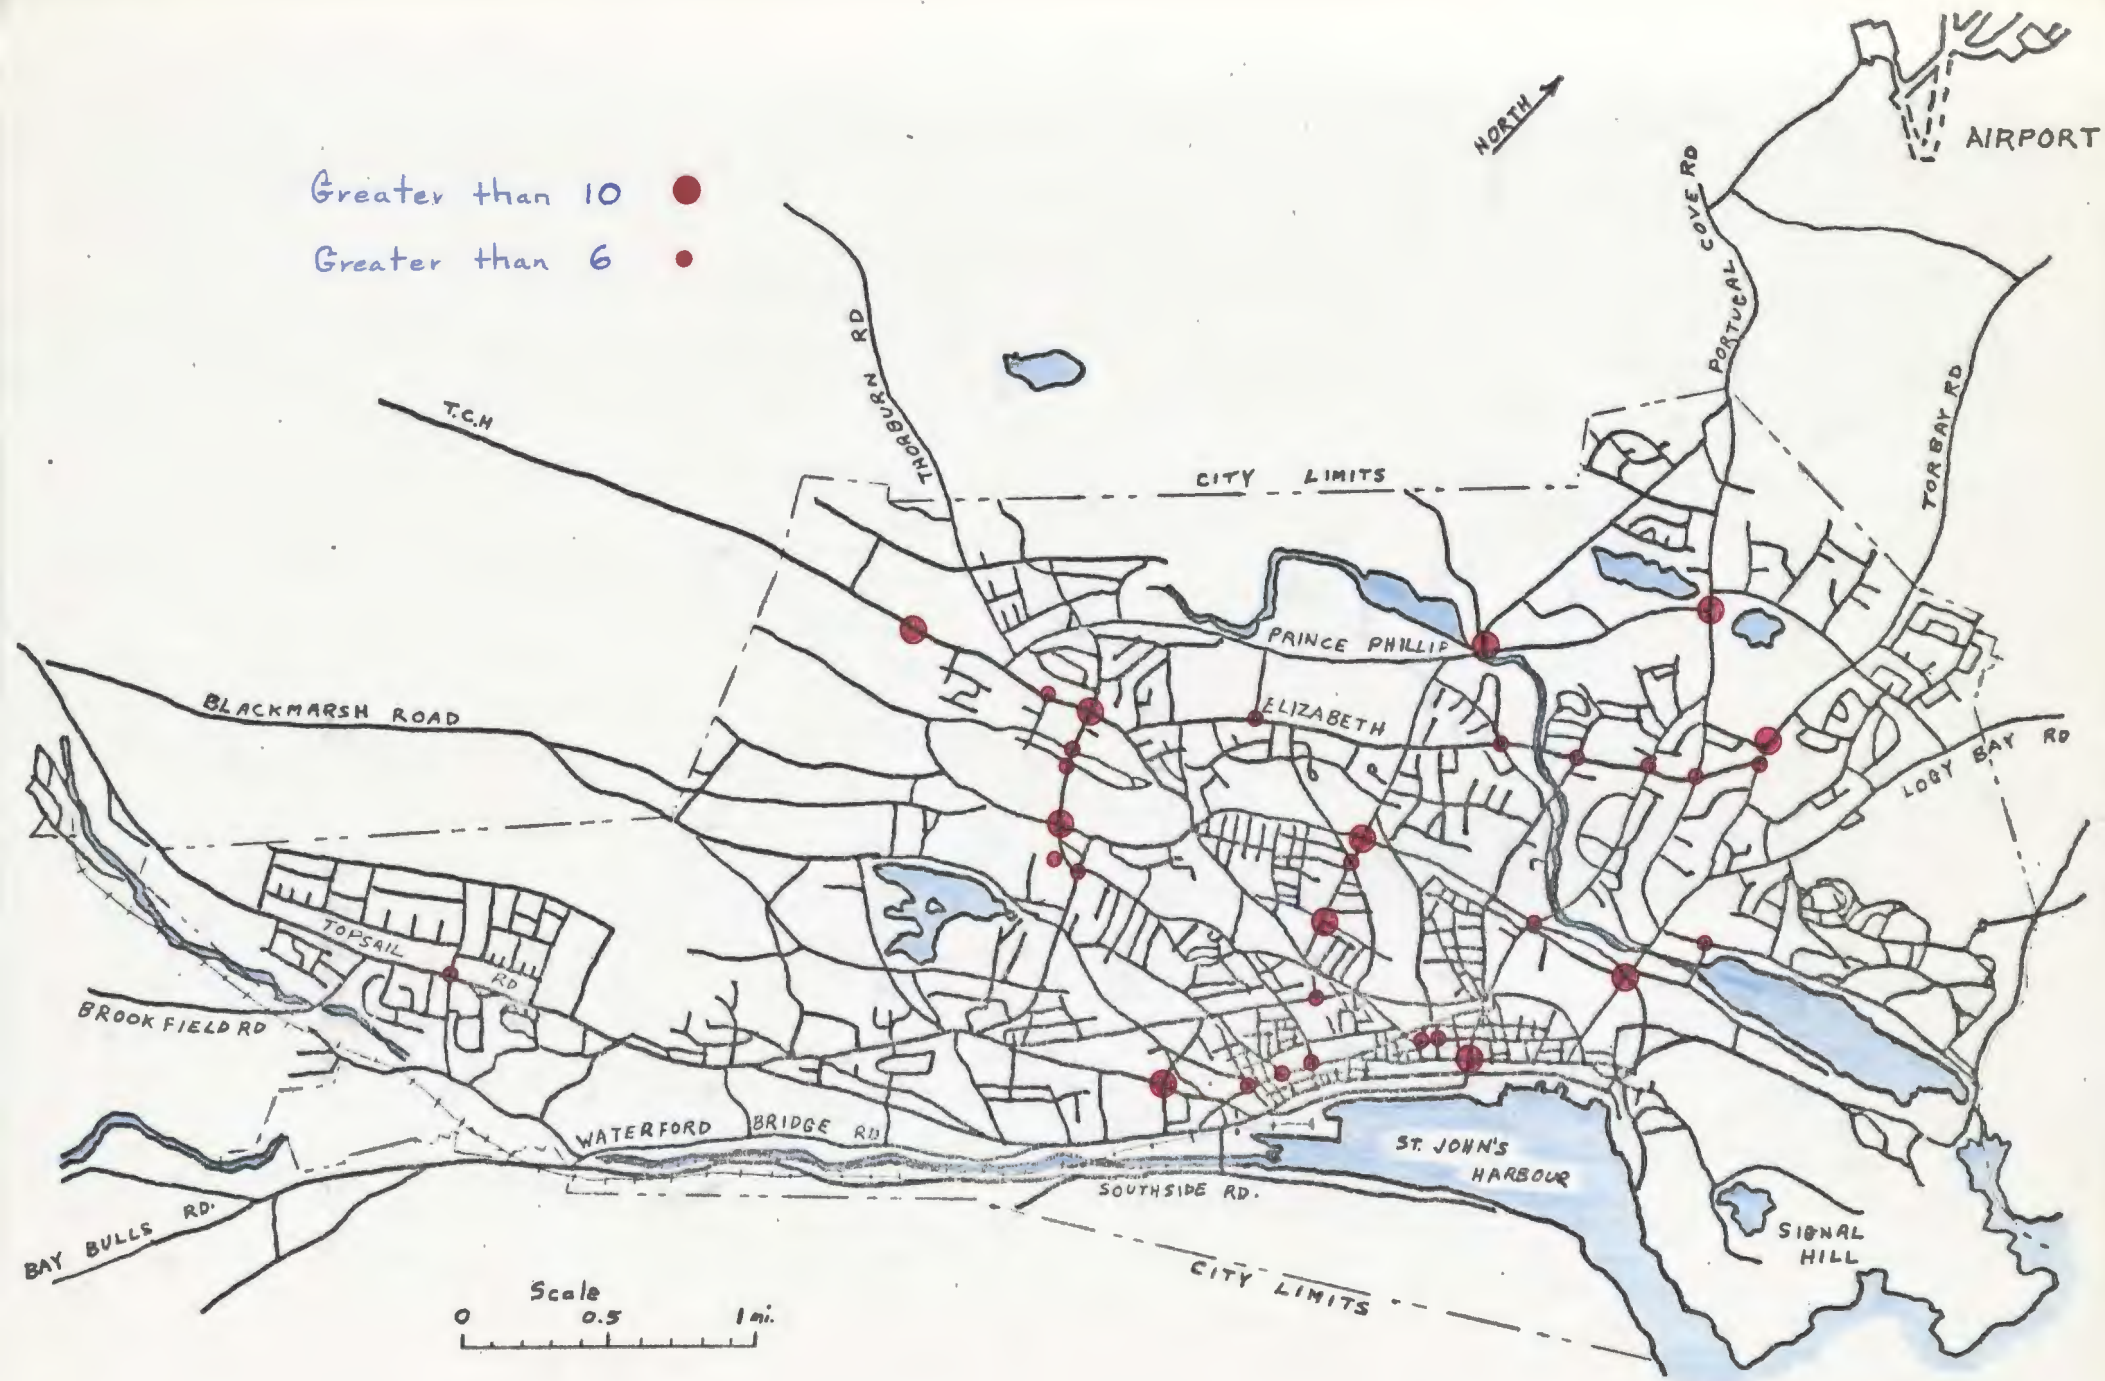 NORTH
AIRPORT
Greater than 10
Greater than 6
PORTUGAL COVE RD
THORBURN RD
TORBAY RD
T.C.H
CITY LIMITS
PRINCE PHILLIP
ELIZABETH
BLACKMARSH ROAD
LOGY BAY RD
TOPSAIL RD
BROOKFIELD RD
WATERFORD BRIDGE RD
ST. JOHN'S
HARBOUR
SOUTHSIDE RD.
BAY BULLS RD.
SIGNAL
HILL
CITY LIMITS
Scale
0 0.5 1 mi.